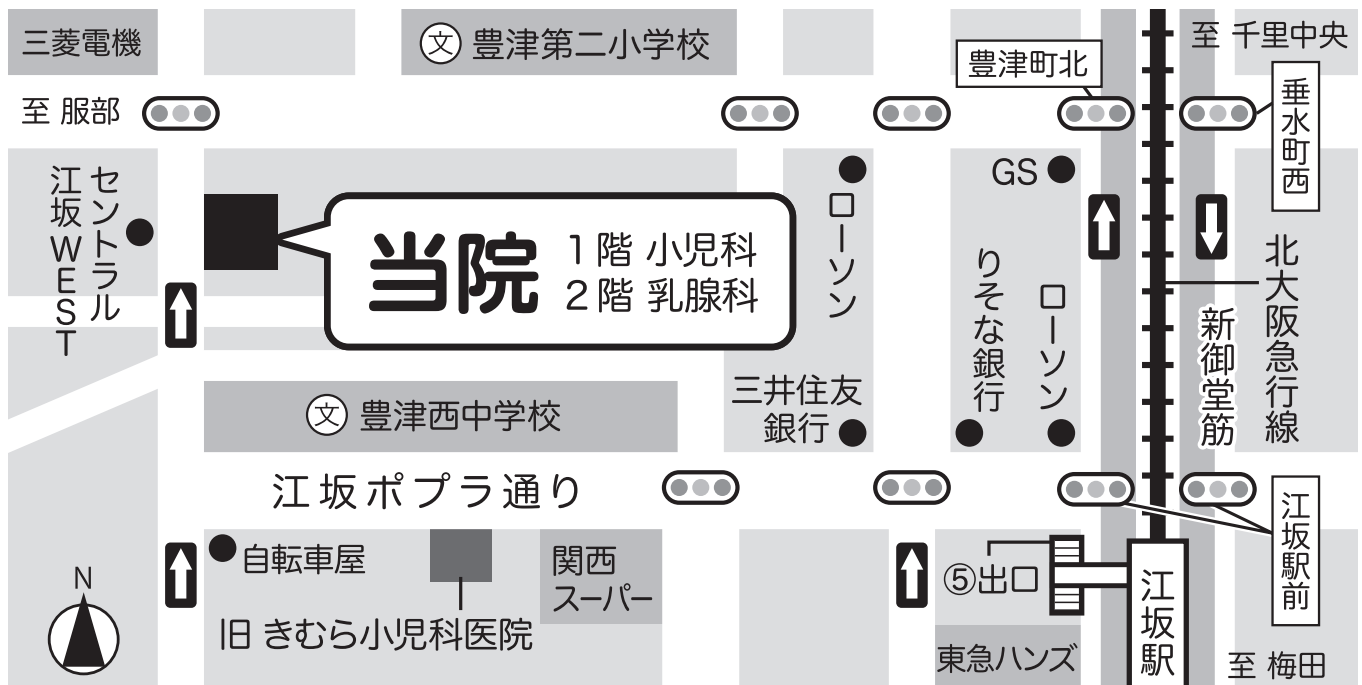 三菱電機
文 豊津第二小学校
豊津町北
至 千里中央
至 服部
垂水町西
セントラル
江坂WEST
当院
1階 小児科
2階 乳腺科
ローソン
GS
りそな銀行
ローソン
北大阪急行線
新御堂筋
三井住友
銀行
文 豊津西中学校
江坂ポプラ通り
江坂駅前
自転車屋
関西
スーパー
⑤出口
江坂駅
N
旧 きむら小児科医院
東急ハンズ
至 梅田